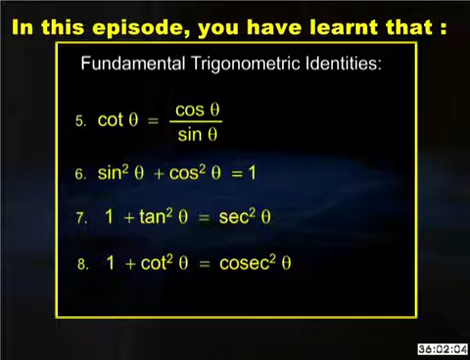 In this episode, you have learnt that :
Fundamental Trigonometric Identities:
5. cot θ = cos θ / sin θ
6. sin² θ + cos² θ = 1
7. 1 + tan² θ = sec² θ
8. 1 + cot² θ = cosec² θ
36:02:04